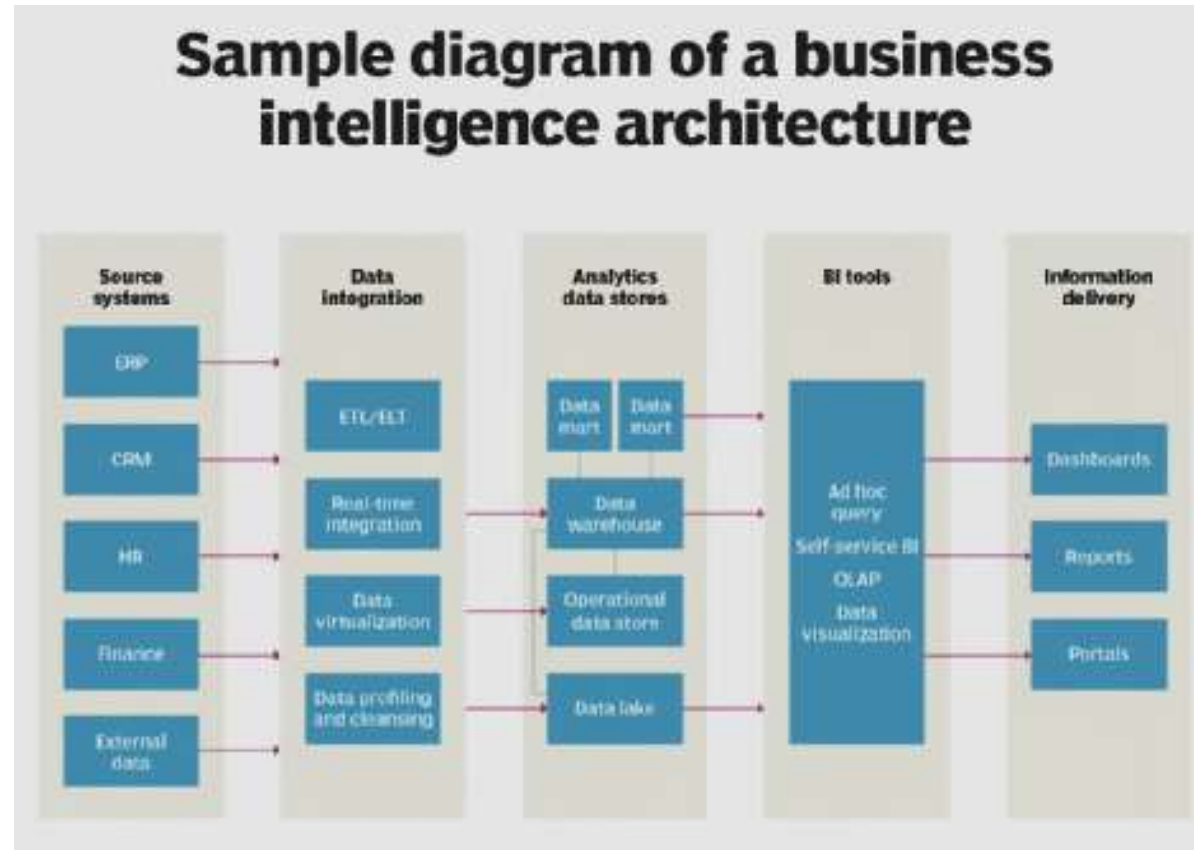 Sample diagram of a business
intelligence architecture
Source
systems
ERP
CRM
HR
Finance
External
data
Data
integration
ETL/ELT
Real-time
integration
Data
virtualization
Data profiling
and cleansing
Analytics
data stores
Data
mart
Data
mart
Data
warehouse
Operational
data store
Data lake
BI tools
Ad hoc
query
Self-service BI
OLAP
Data
visualization
Information
delivery
Dashboards
Reports
Portals